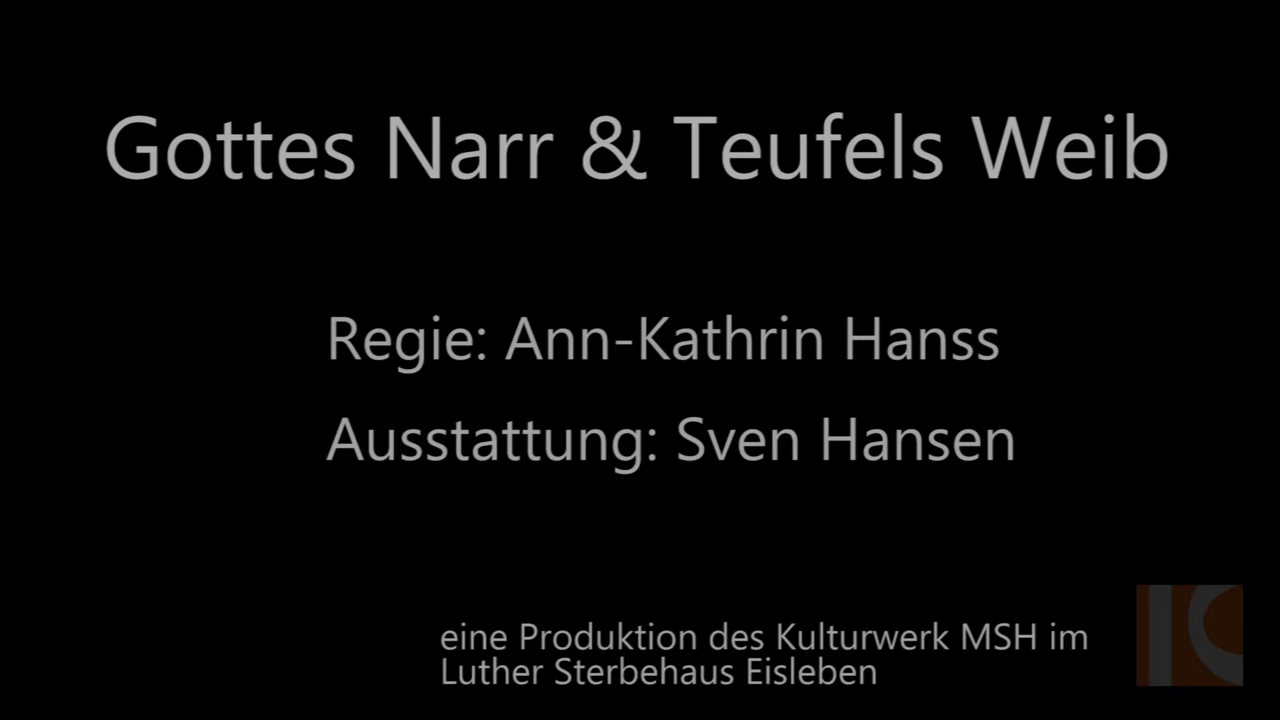 Gottes Narr & Teufels Weib
Regie: Ann-Kathrin Hanss
Ausstattung: Sven Hansen
eine Produktion des Kulturwerk MSH im
Luther Sterbehaus Eisleben